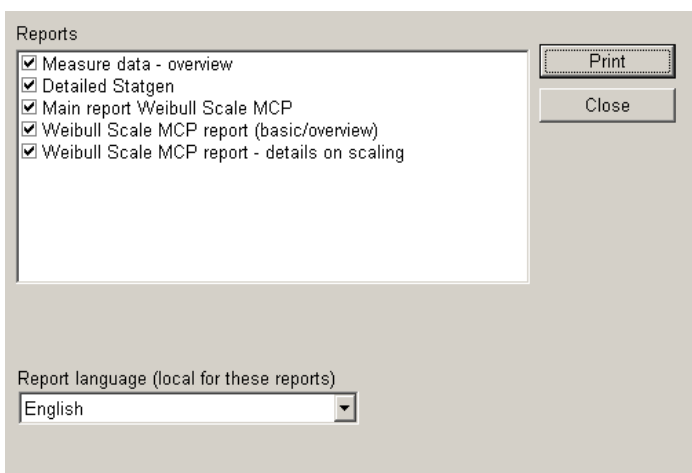 Reports
Measure data - overview
Detailed Statgen
Main report Weibull Scale MCP
Weibull Scale MCP report (basic/overview)
Weibull Scale MCP report - details on scaling
Print
Close
Report language (local for these reports)
English